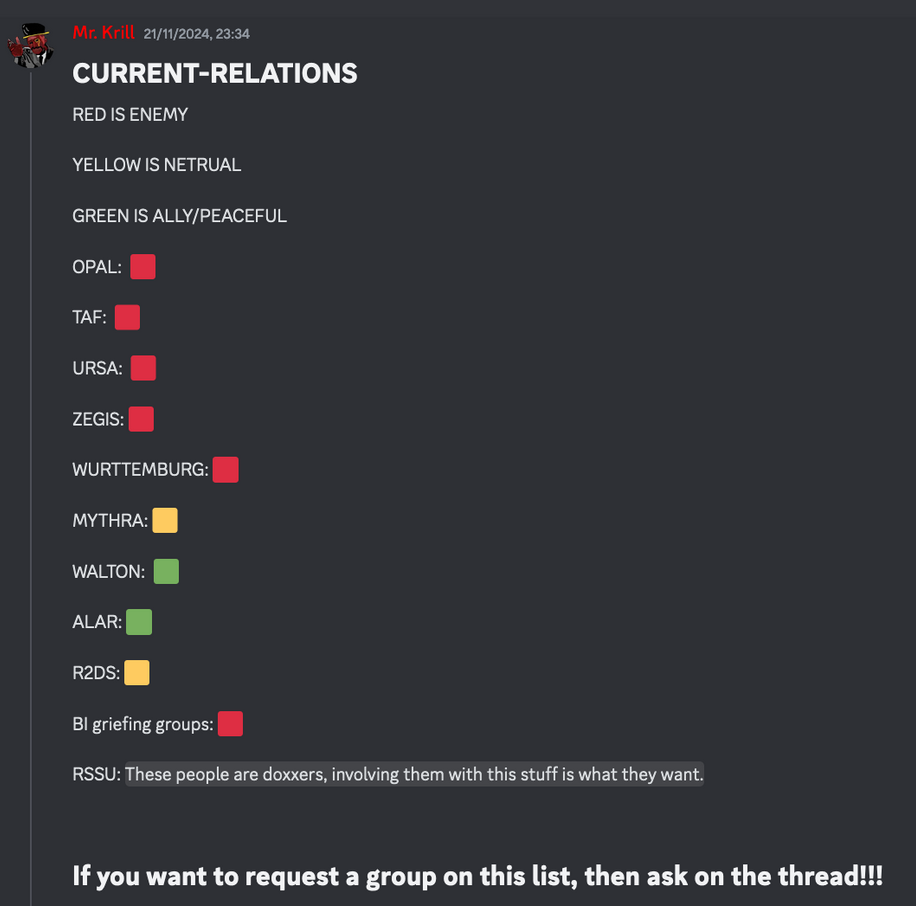 Mr. Krill 21/11/2024, 23:34
CURRENT-RELATIONS
RED IS ENEMY
YELLOW IS NETRUAL
GREEN IS ALLY/PEACEFUL
OPAL:
TAF:
URSA:
ZEGIS:
WURTTEMBURG:
MYTHRA:
WALTON:
ALAR:
R2DS:
BI griefing groups:
RSSU: These people are doxxers, involving them with this stuff is what they want.
If you want to request a group on this list, then ask on the thread!!!